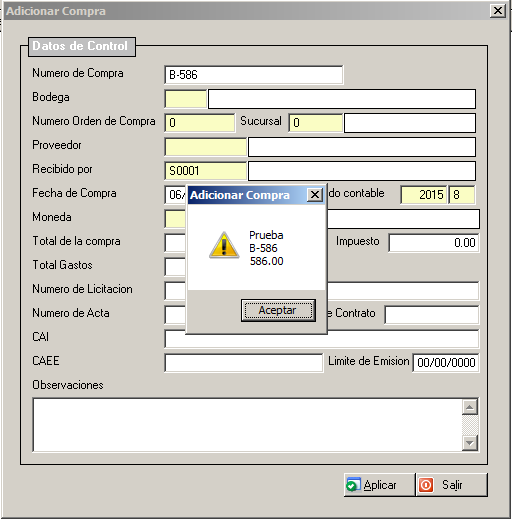 Adicionar Compra
Datos de Control
Numero de Compra B-586
Bodega
Numero Orden de Compra 0 Sucursal 0
Proveedor
Recibido por S0001
Fecha de Compra 06/ do contable 2015 8
Moneda
Total de la compra Impuesto 0.00
Total Gastos
Numero de Licitacion
Numero de Acta e Contrato
CAI
CAEE Limite de Emision 00/00/0000
Observaciones
Adicionar Compra
Prueba
B-586
586.00
Aceptar
Aplicar Salir